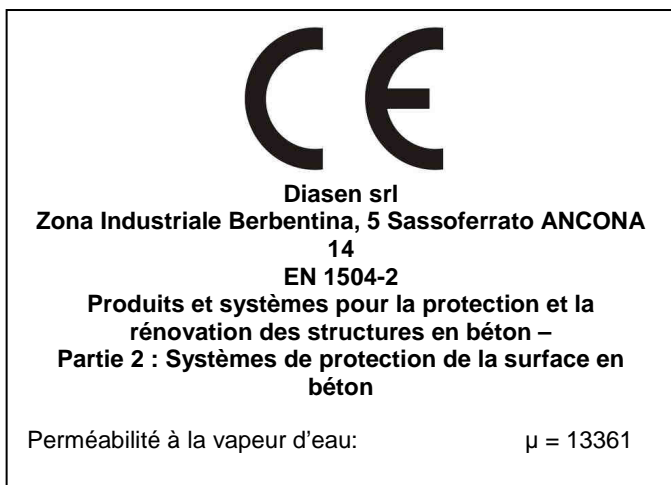 CE
Diasen srl
Zona Industriale Berbentina, 5 Sassoferrato ANCONA
14
EN 1504-2
Produits et systèmes pour la protection et la
rénovation des structures en béton –
Partie 2 : Systèmes de protection de la surface en
béton
Perméabilité à la vapeur d’eau: µ = 13361